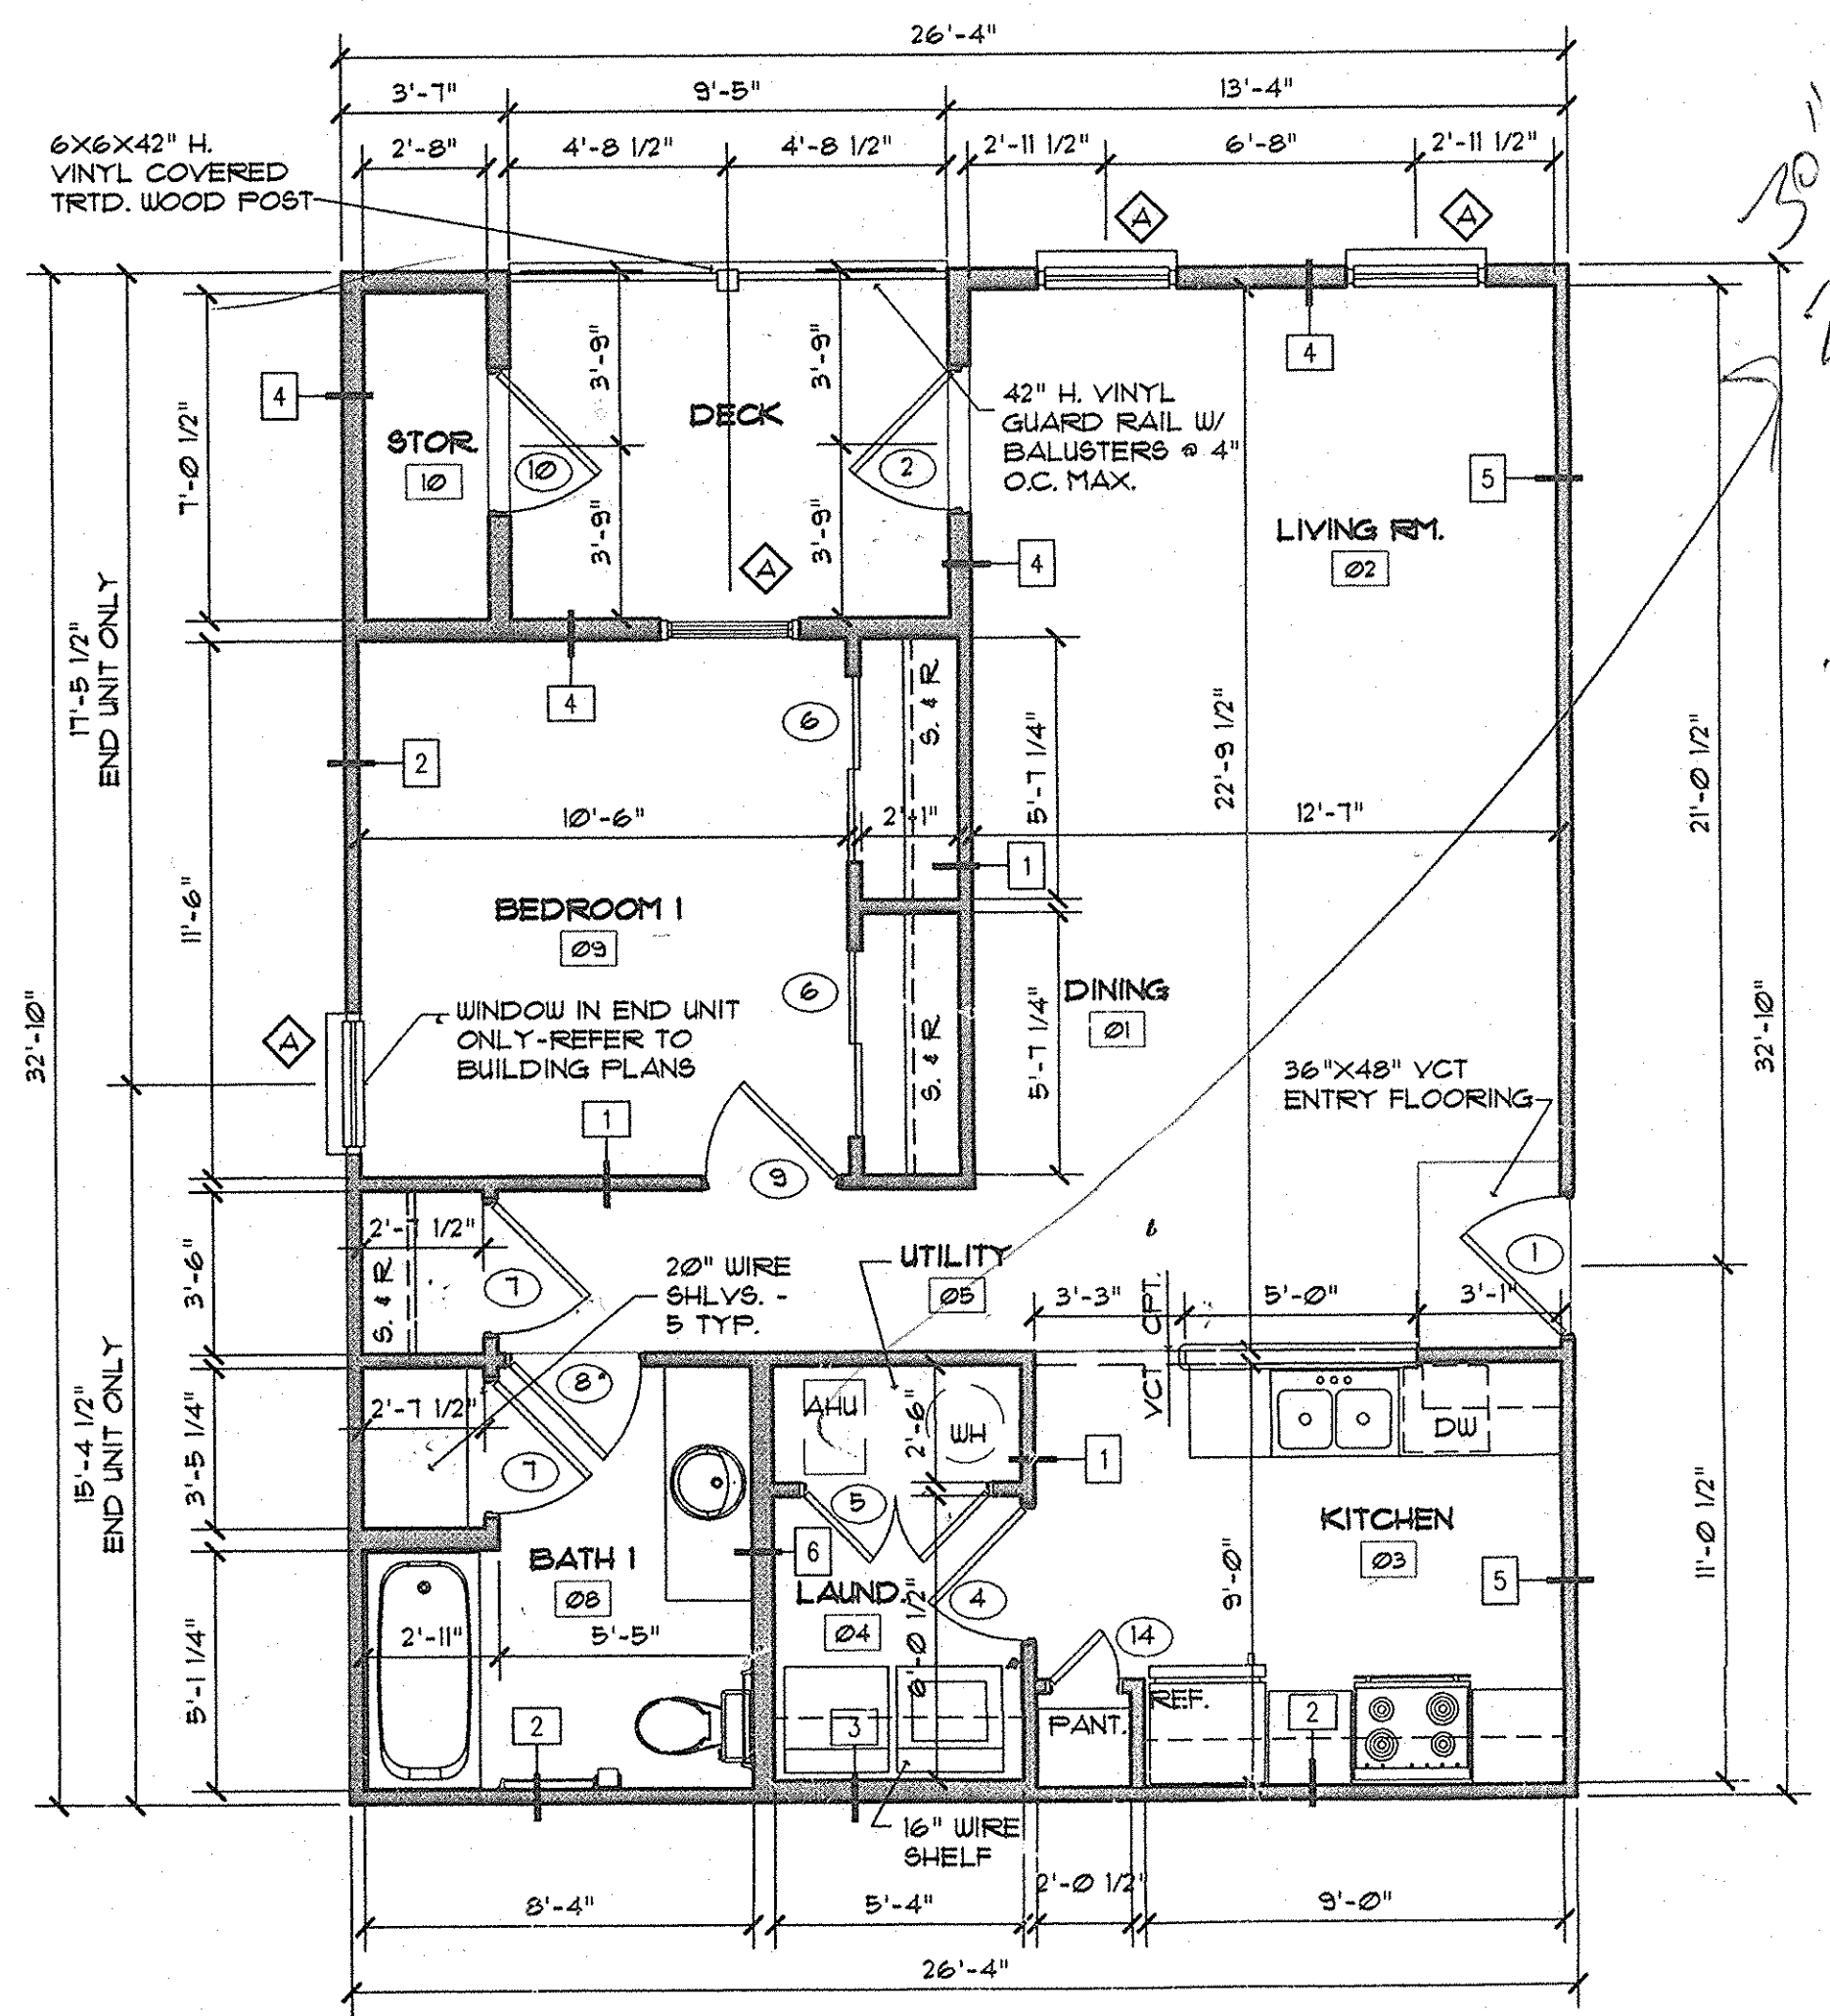 26'-4"
3'-7"
9'-5"
13'-4"
6X6X42" H.
VINYL COVERED
TRTD. WOOD POST
2'-8"
4'-8 1/2"
4'-8 1/2"
2'-11 1/2"
6'-8"
2'-11 1/2"
A
A
4
7'-0 1/2"
STOR.
10
10
3'-9"
3'-9"
DECK
3'-9"
3'-9"
2
A
42" H. VINYL
GUARD RAIL W/
BALUSTERS @ 4"
O.C. MAX.
4
4
5
LIVING RM.
02
17'-5 1/2"
END UNIT ONLY
32'-10"
2
4
6
S. & R
5'-7 1/4"
22'-9 1/2"
21'-0 1/2"
32'-10"
10'-6"
2'-1"
12'-7"
11'-6"
1
BEDROOM 1
09
6
S. & R
5'-7 1/4"
DINING
01
A
WINDOW IN END UNIT
ONLY-REFER TO
BUILDING PLANS
1
36"X48" VCT
ENTRY FLOORING
9
3'-6"
2'-7 1/2"
S. & R
7
20" WIRE
SHLVS. -
5 TYP.
UTILITY
05
3'-3"
CPT.
VCT
5'-0"
3'-1"
1
15'-4 1/2"
END UNIT ONLY
3'-5 1/4"
2'-7 1/2"
8
7
AHU
2'-6"
WH
1
DW
5
KITCHEN
03
5
11'-0 1/2"
BATH 1
08
6
LAUND.
04
6'-0 1/2"
4
9'-0"
14
5'-1 1/4"
2'-11"
5'-5"
2
3
PANT.
REF.
2
16" WIRE
SHELF
8'-4"
5'-4"
2'-0 1/2"
9'-0"
26'-4"